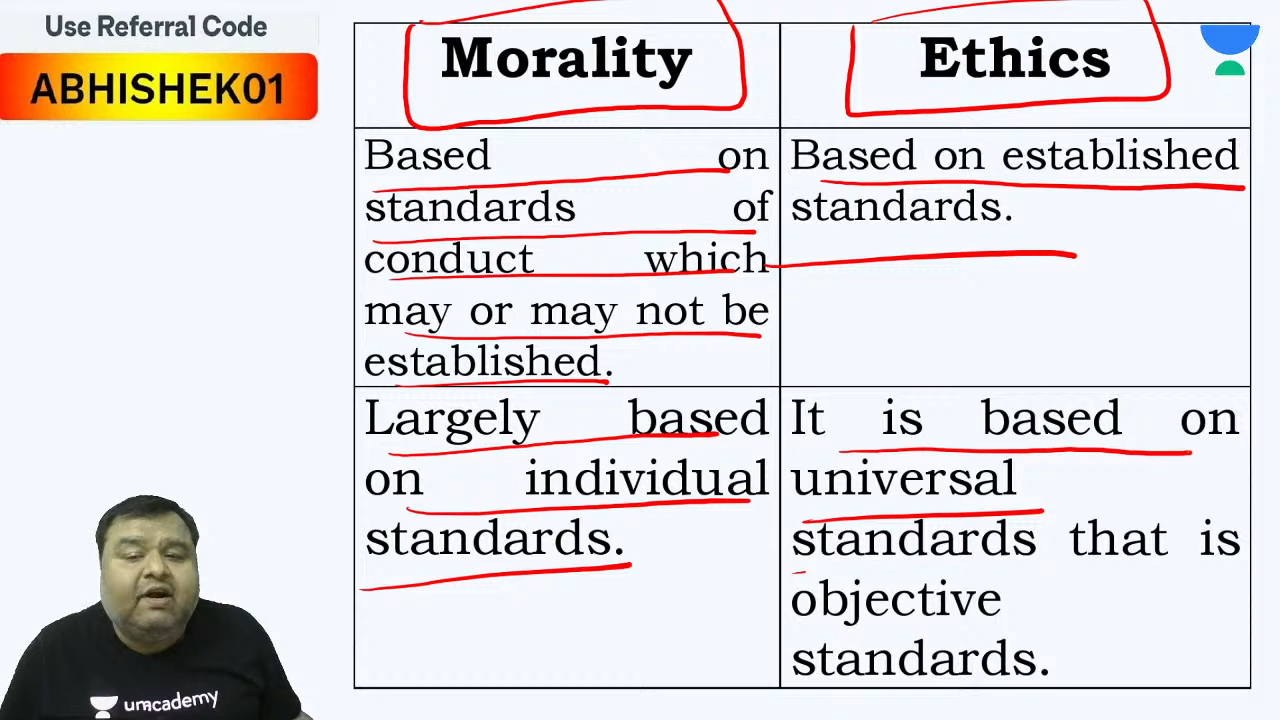 Use Referral Code
ABHISHEK01
Morality
Ethics
Based on
standards of
conduct which
may or may not be
established.
Based on established
standards.
Largely based
on individual
standards.
It is based on
universal
standards that is
objective
standards.
unacademy